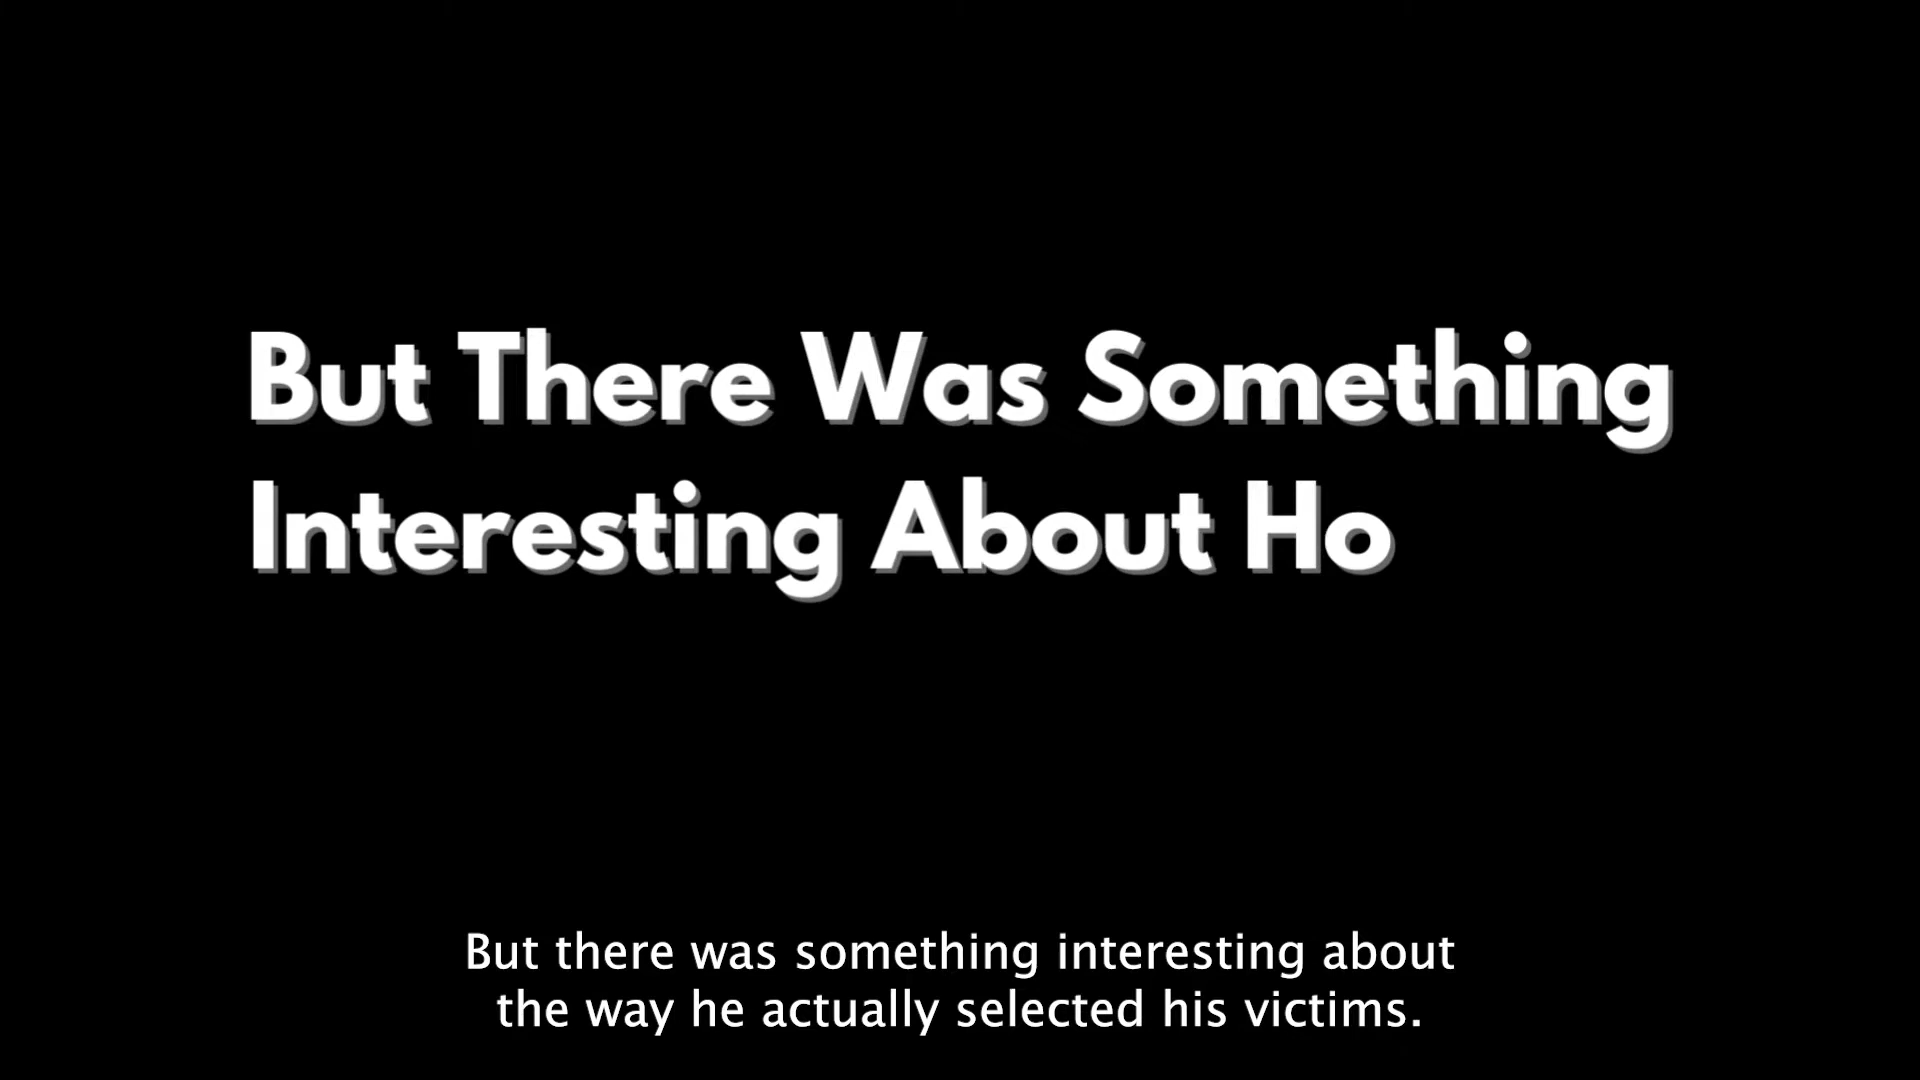 But There Was Something
Interesting About Ho
But there was something interesting about
the way he actually selected his victims.